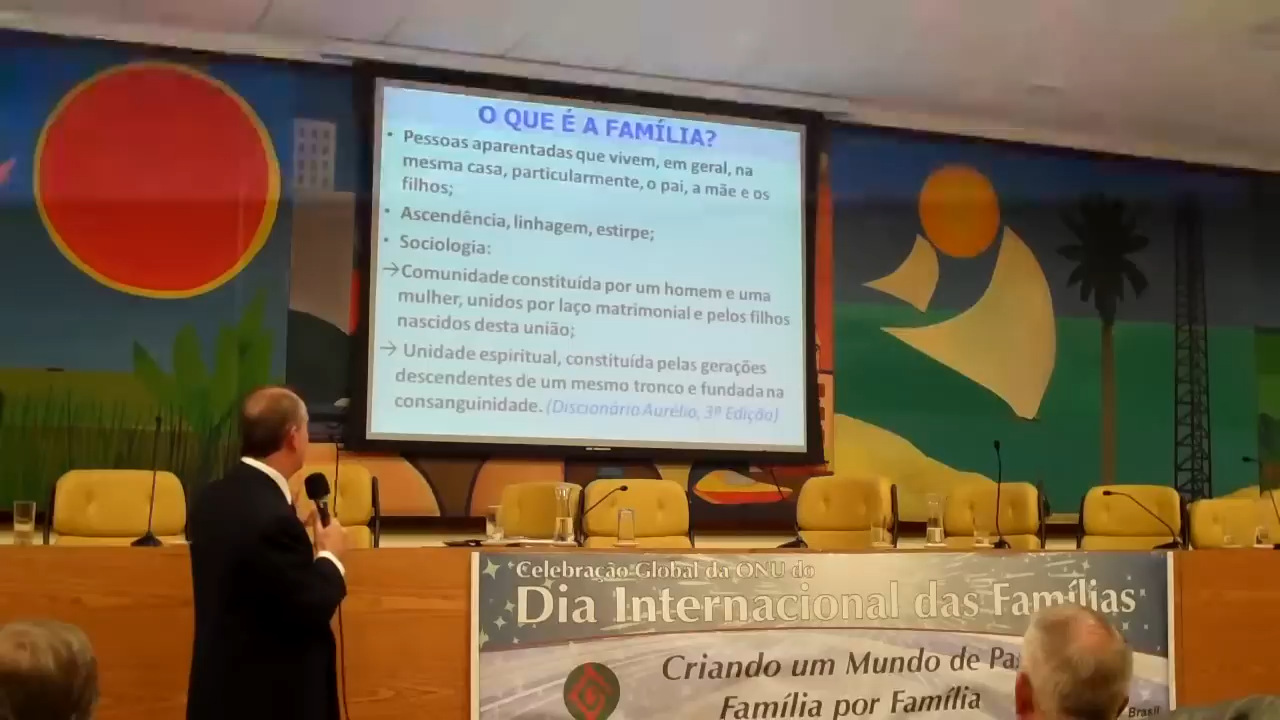 O QUE É A FAMÍLIA?
• Pessoas aparentadas que vivem, em geral, na
mesma casa, particularmente, o pai, a mãe e os
filhos;
• Ascendência, linhagem, estirpe;
• Sociologia:
→Comunidade constituída por um homem e uma
mulher, unidos por laço matrimonial e pelos filhos
nascidos desta união;
→ Unidade espiritual, constituída pelas gerações
descendentes de um mesmo tronco e fundada na
consanguinidade. (Discionário Aurélio, 3ª Edição)
Celebração Global da ONU do
Dia Internacional das Famílias
Criando um Mundo de
Família por Família
Brasil